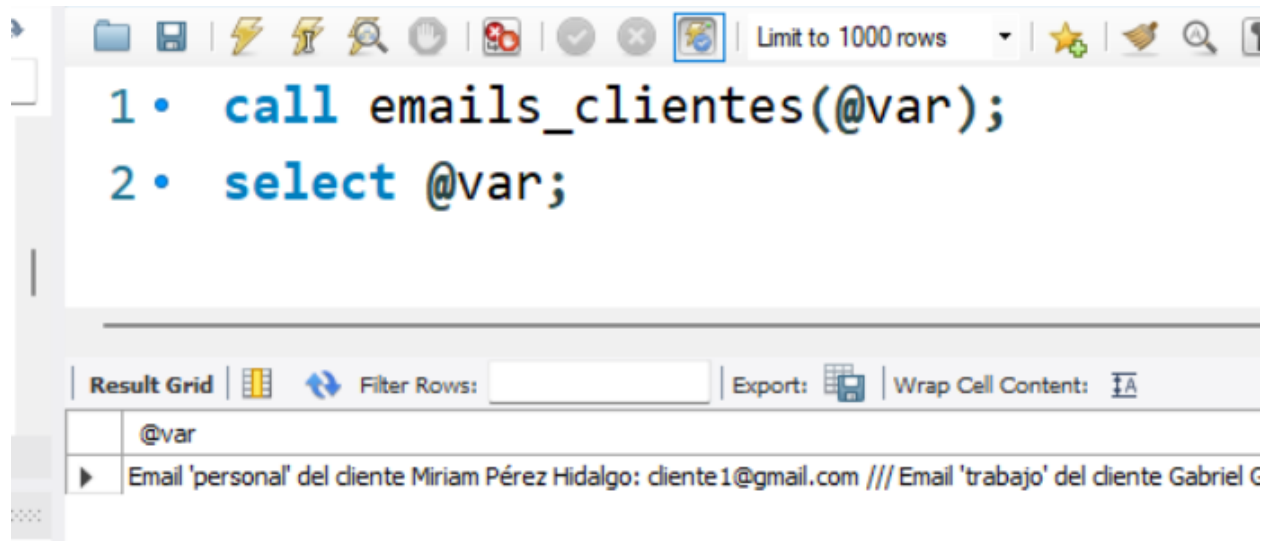 Limit to 1000 rows
1 call emails_clientes(@var);
2 select @var;
Result Grid Filter Rows: Export: Wrap Cell Content:
@var
Email 'personal' del cliente Miriam Pérez Hidalgo: cliente1@gmail.com /// Email 'trabajo' del cliente Gabriel